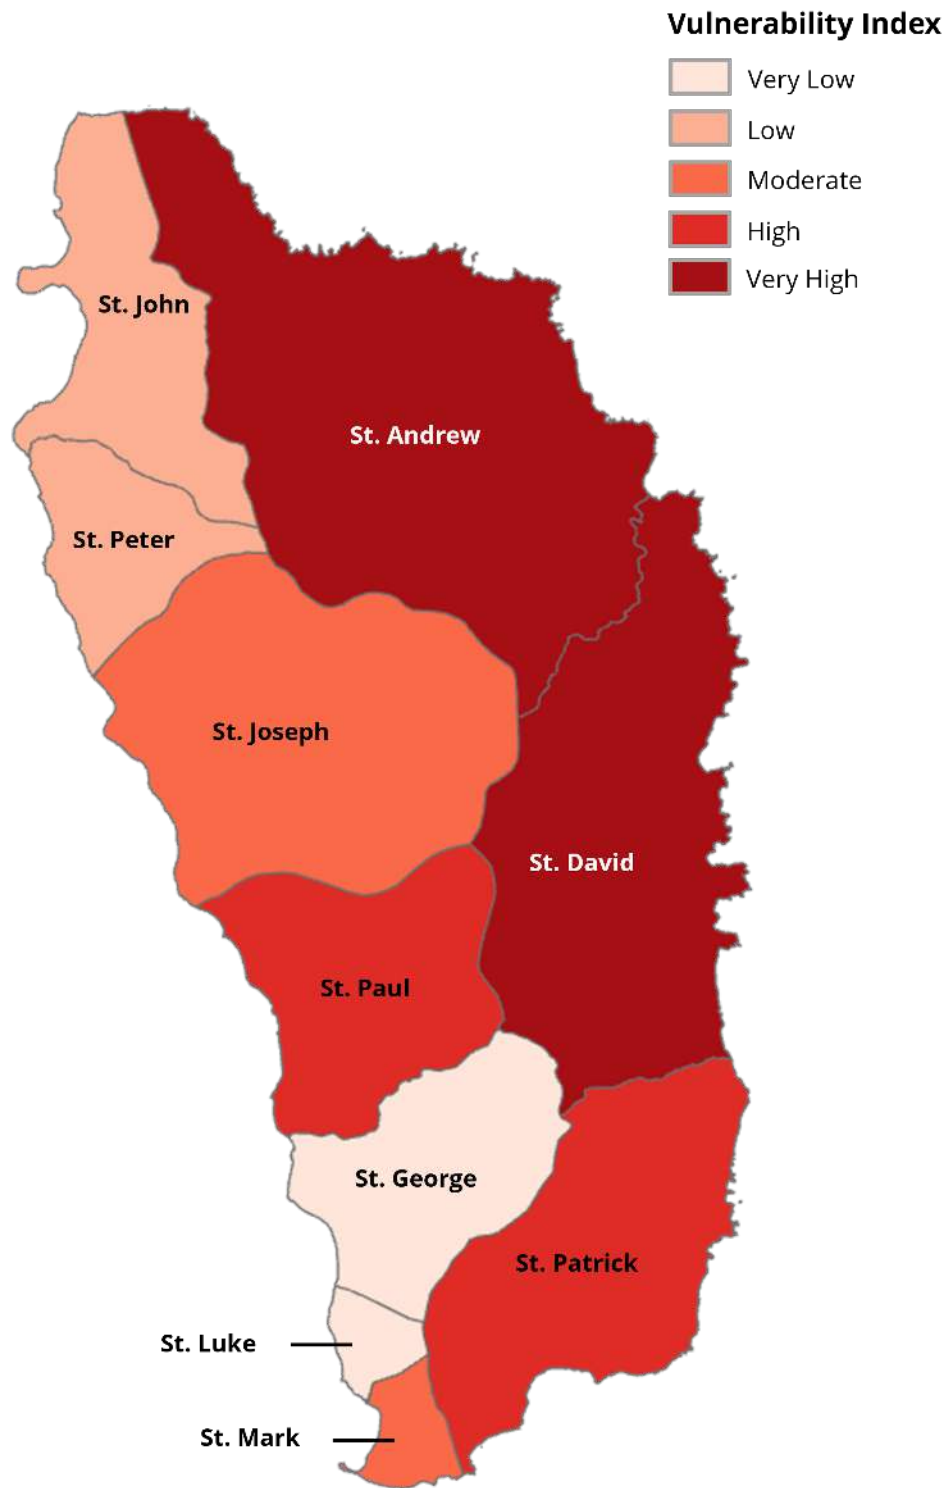 Vulnerability Index
Very Low
Low
Moderate
High
Very High
St. John
St. Andrew
St. Peter
St. Joseph
St. David
St. Paul
St. George
St. Patrick
St. Luke
St. Mark